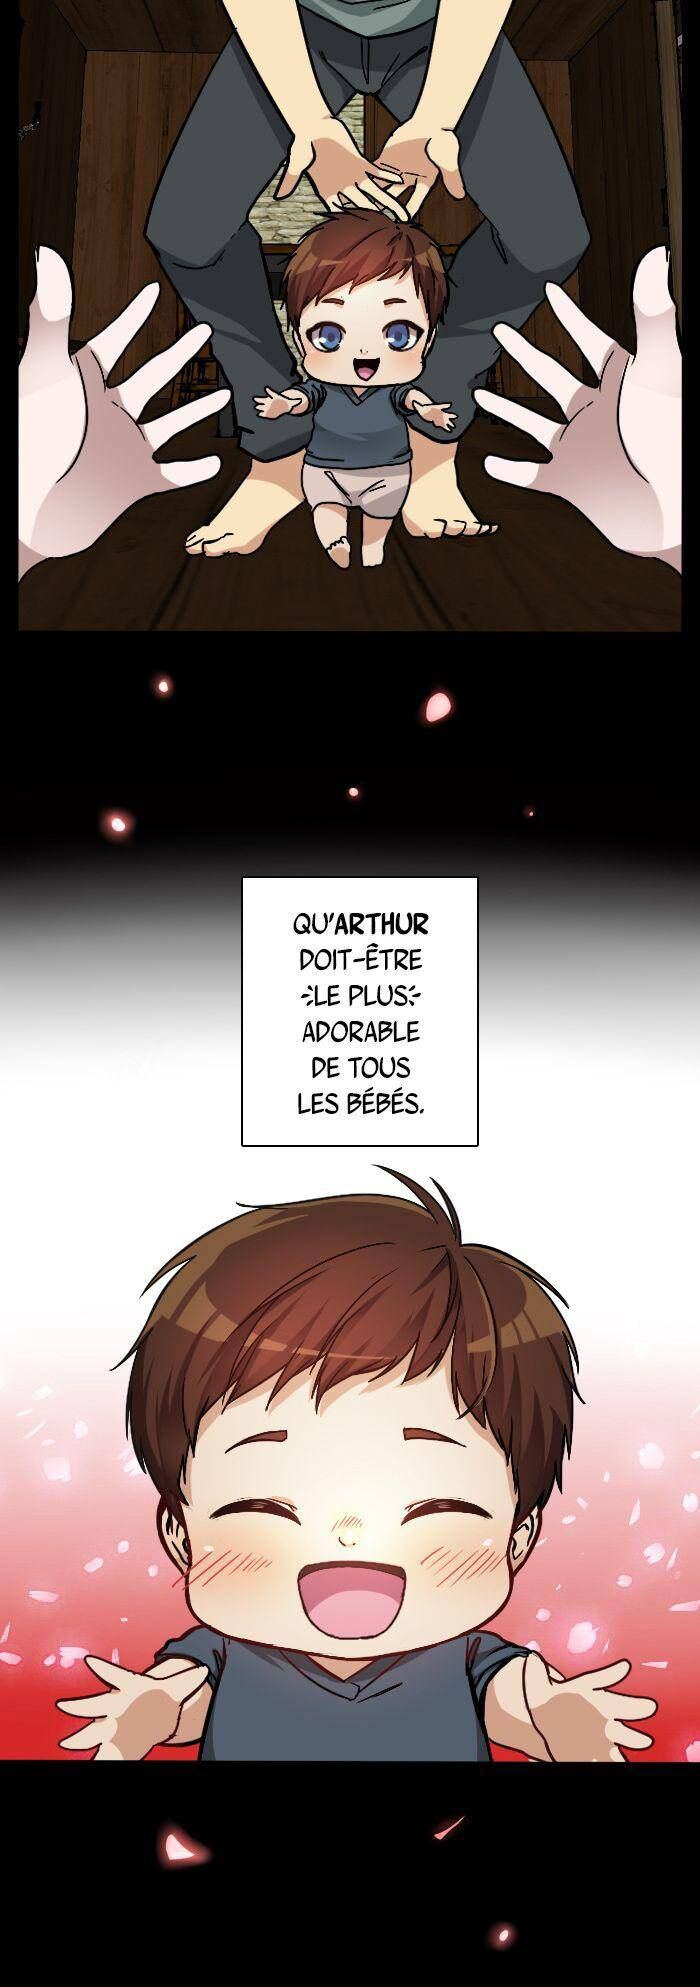 QU'ARTHUR
DOIT-ÊTRE
LE PLUS
ADORABLE
DE TOUS
LES BÉBÉS.